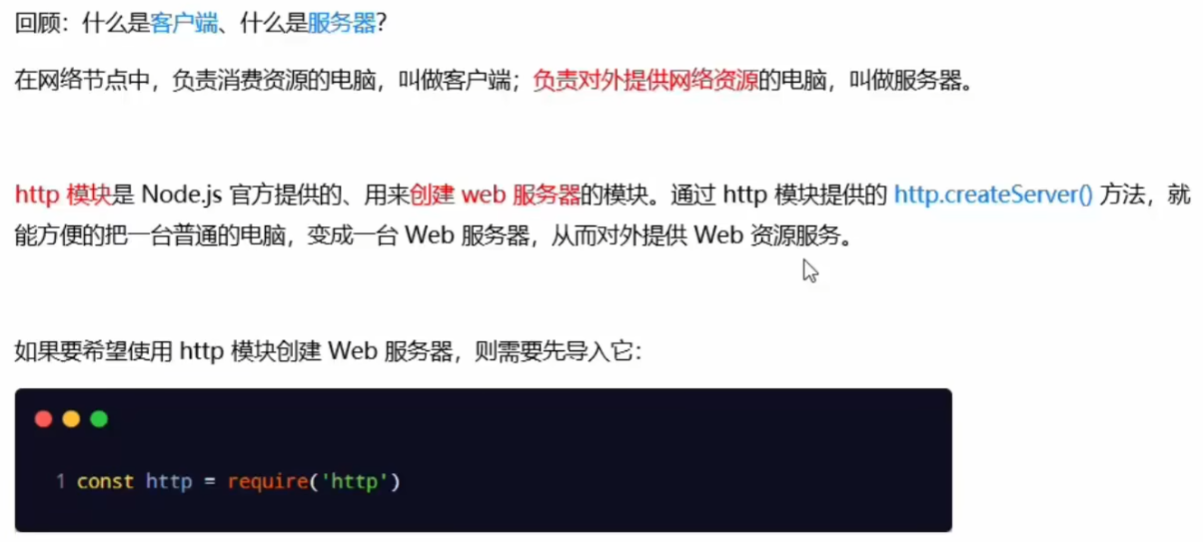 回顾：什么是客户端、什么是服务器？
在网络节点中，负责消费资源的电脑，叫做客户端；负责对外提供网络资源的电脑，叫做服务器。
http 模块是 Node.js 官方提供的、用来创建 web 服务器的模块。通过 http 模块提供的 http.createServer() 方法，就
能方便的把一台普通的电脑，变成一台 Web 服务器，从而对外提供 Web 资源服务。
如果要希望使用 http 模块创建 Web 服务器，则需要先导入它：
1 const http = require('http')